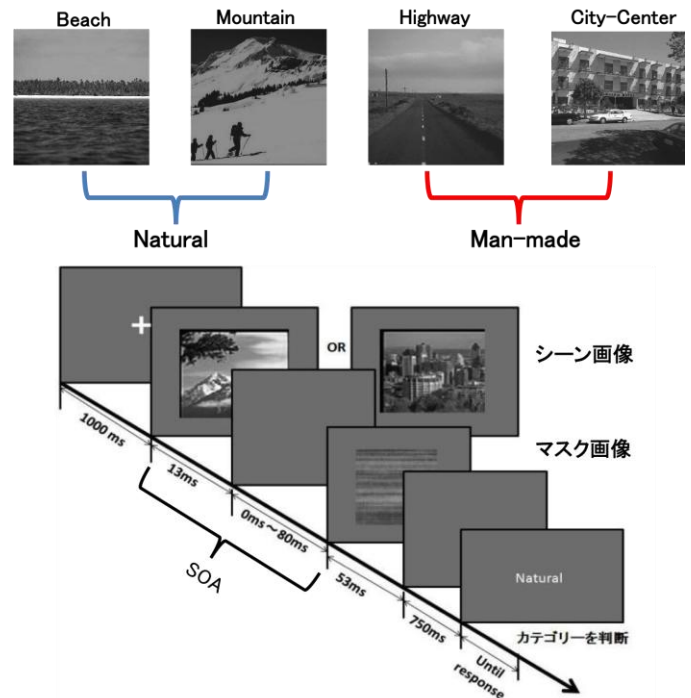 Beach
Mountain
Highway
City-Center
Natural
Man-made
OR
シーン画像
マスク画像
1000 ms
13ms
0ms～80ms
SOA
53ms
750ms
Until
response
Natural
カテゴリーを判断